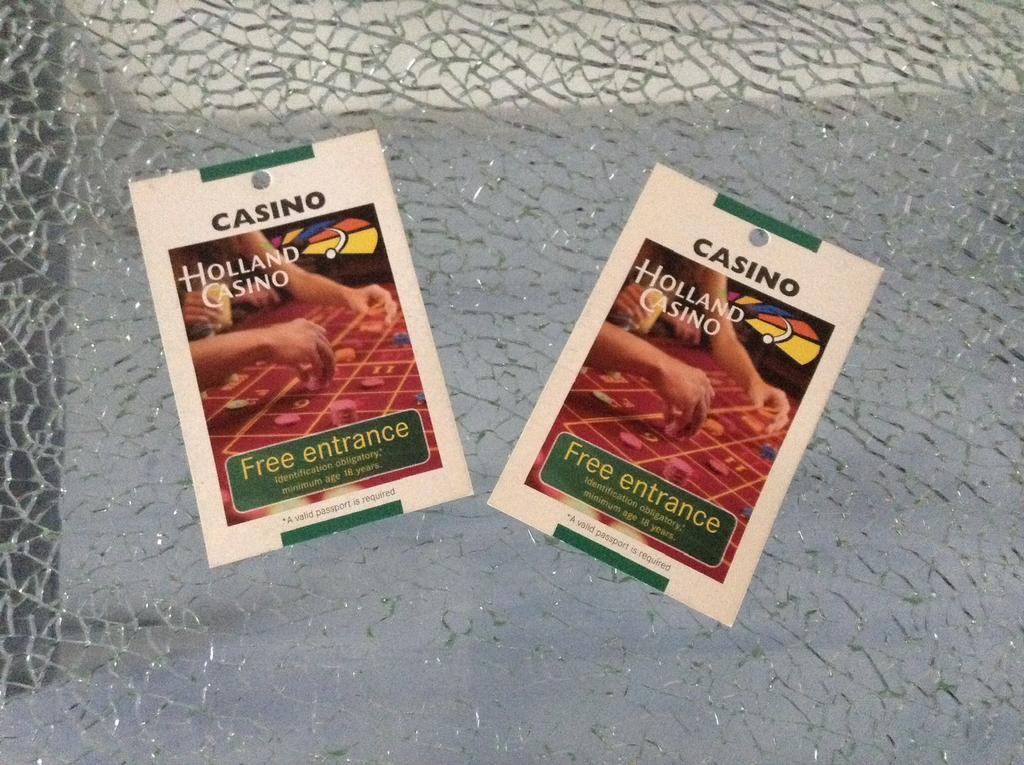 CASINO
HOLLAND
CASINO
Free entrance
Identification obligatory,*
minimum age 18 years.
*A valid passport is required
CASINO
HOLLAND
CASINO
Free entrance
Identification obligatory,*
minimum age 18 years.
*A valid passport is required